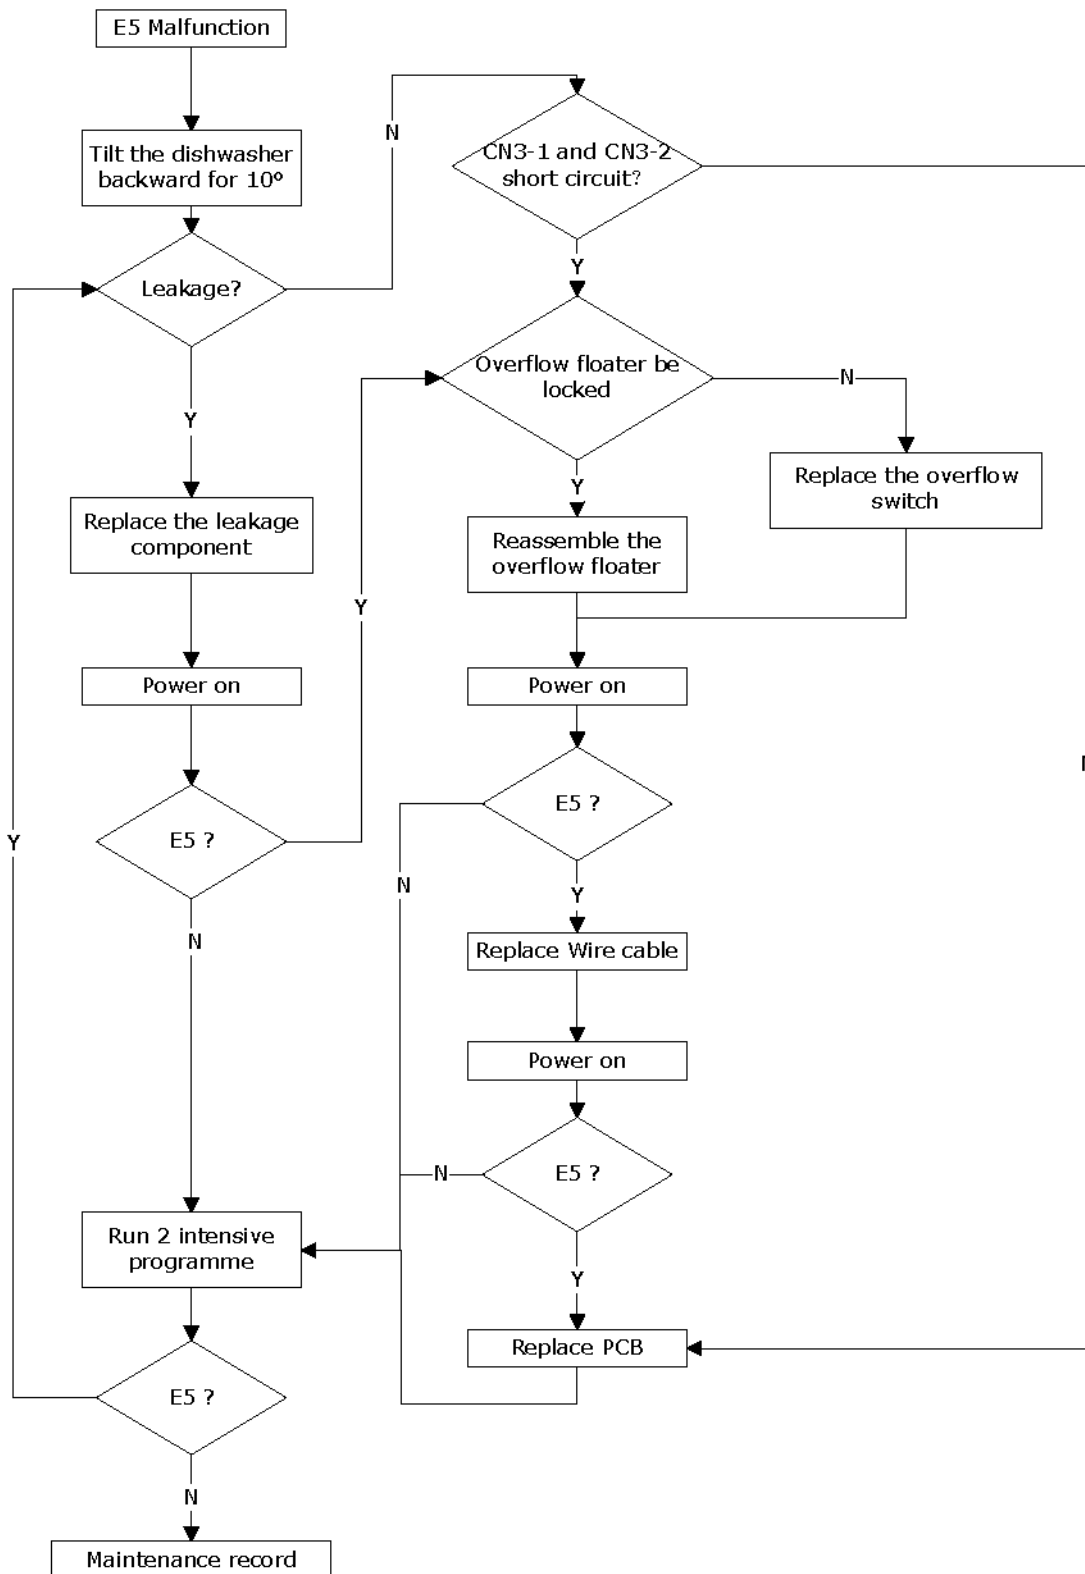 E5 Malfunction
Tilt the dishwasher
backward for 10º
Leakage?
Y
Replace the leakage
component
Power on
E5 ?
N
Run 2 intensive
programme
E5 ?
N
Maintenance record
Y
N
Y
CN3-1 and CN3-2
short circuit?
Y
Overflow floater be
locked
N
Replace the overflow
switch
Y
Reassemble the
overflow floater
Power on
E5 ?
N
Y
Replace Wire cable
Power on
E5 ?
N
Y
Replace PCB